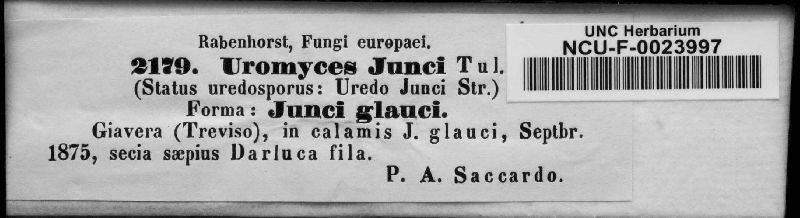 Rabenhorst, Fungi europaei.
2179. Uromyces Junci Tul.
(Status uredosporus: Uredo Junci Str.)
Forma: Junci glauci.
Giavera (Treviso), in calamis J. glauci, Septbr.
1875, secia sæpius Darluca fila.
P. A. Saccardo.
UNC Herbarium
NCU-F-0023997